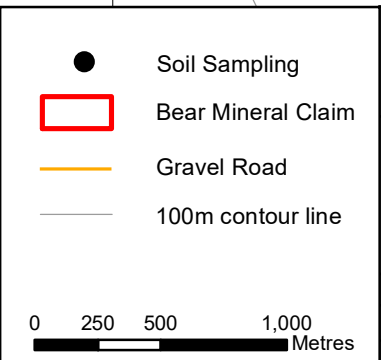 Soil Sampling
Bear Mineral Claim
Gravel Road
100m contour line
0 250 500 1,000
Metres